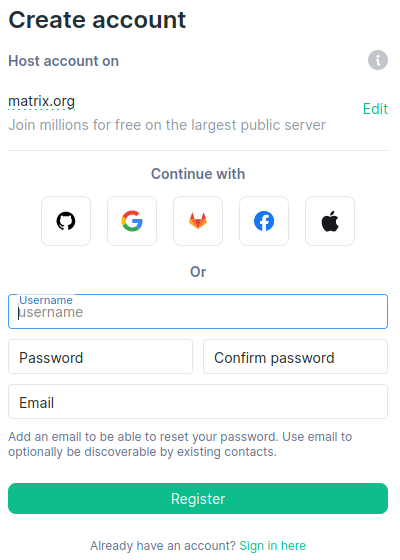 Create account
Host account on
matrix.org
Edit
Join millions for free on the largest public server
Continue with
Or
Username
username
Password
Confirm password
Email
Add an email to be able to reset your password. Use email to
optionally be discoverable by existing contacts.
Register
Already have an account? Sign in here